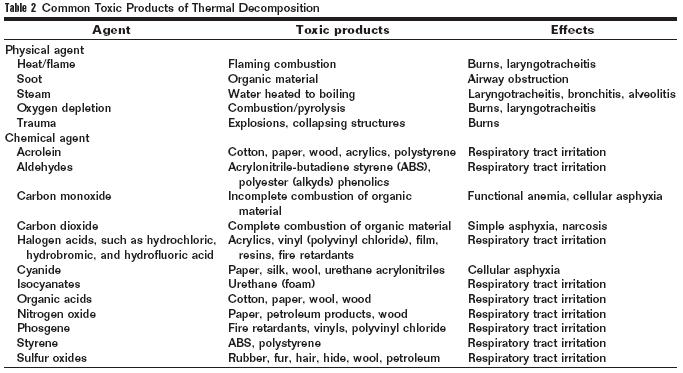 Table 2 Common Toxic Products of Thermal Decomposition
Agent Toxic products Effects
Physical agent
Heat/flame Flaming combustion Burns, laryngotracheitis
Soot Organic material Airway obstruction
Steam Water heated to boiling Laryngotracheitis, bronchitis, alveolitis
Oxygen depletion Combustion/pyrolysis Burns, laryngotracheitis
Trauma Explosions, collapsing structures Burns
Chemical agent
Acrolein Cotton, paper, wood, acrylics, polystyrene Respiratory tract irritation
Aldehydes Acrylonitrile-butadiene styrene (ABS), Respiratory tract irritation
polyester (alkyds) phenolics
Carbon monoxide Incomplete combustion of organic Functional anemia, cellular asphyxia
material
Carbon dioxide Complete combustion of organic material Simple asphyxia, narcosis
Halogen acids, such as hydrochloric, Acrylics, vinyl (polyvinyl chloride), film, Respiratory tract irritation
hydrobromic, and hydrofluoric acid resins, fire retardants
Cyanide Paper, silk, wool, urethane acrylonitriles Cellular asphyxia
Isocyanates Urethane (foam) Respiratory tract irritation
Organic acids Cotton, paper, wool, wood Respiratory tract irritation
Nitrogen oxide Paper, petroleum products, wood Respiratory tract irritation
Phosgene Fire retardants, vinyls, polyvinyl chloride Respiratory tract irritation
Styrene ABS, polystyrene Respiratory tract irritation
Sulfur oxides Rubber, fur, hair, hide, wool, petroleum Respiratory tract irritation